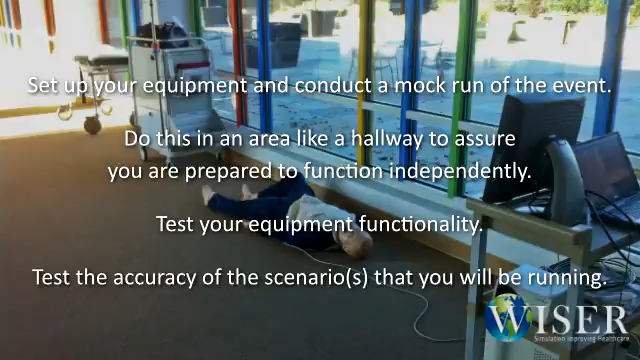 Set up your equipment and conduct a mock run of the event.
Do this in an area like a hallway to assure
you are prepared to function independently.
Test your equipment functionality.
Test the accuracy of the scenario(s) that you will be running.
WISER
Simulation Improving Healthcare